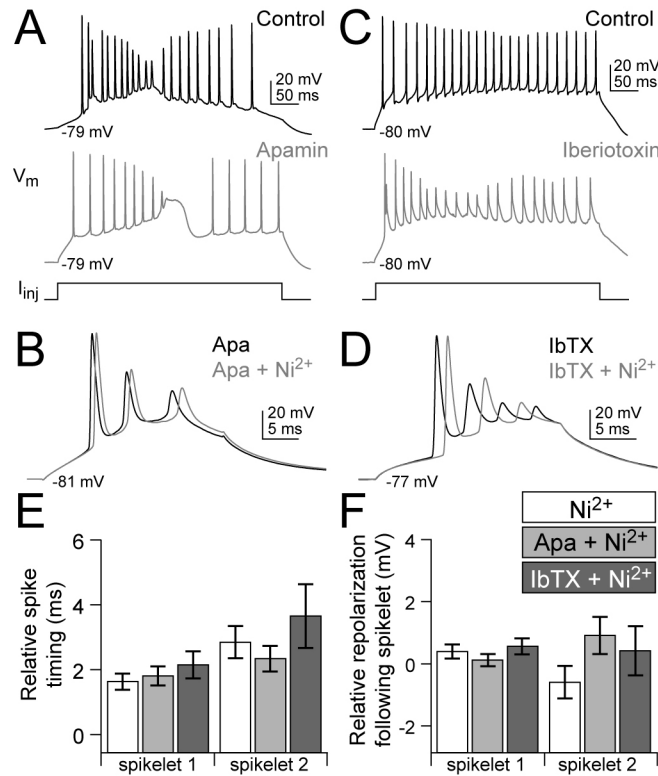 A
Control
20 mV
50 ms
-79 mV
Apamin
Vm
-79 mV
Iinj
C
Control
20 mV
50 ms
-80 mV
Iberiotoxin
-80 mV
B
Apa
Apa + Ni2+
20 mV
5 ms
-81 mV
D
IbTX
IbTX + Ni2+
20 mV
5 ms
-77 mV
E
Relative spike
timing (ms)
6
4
2
0
spikelet 1
spikelet 2
F
Ni2+
Apa + Ni2+
IbTX + Ni2+
Relative repolarization
following spikelet (mV)
4
2
0
-2
spikelet 1
spikelet 2